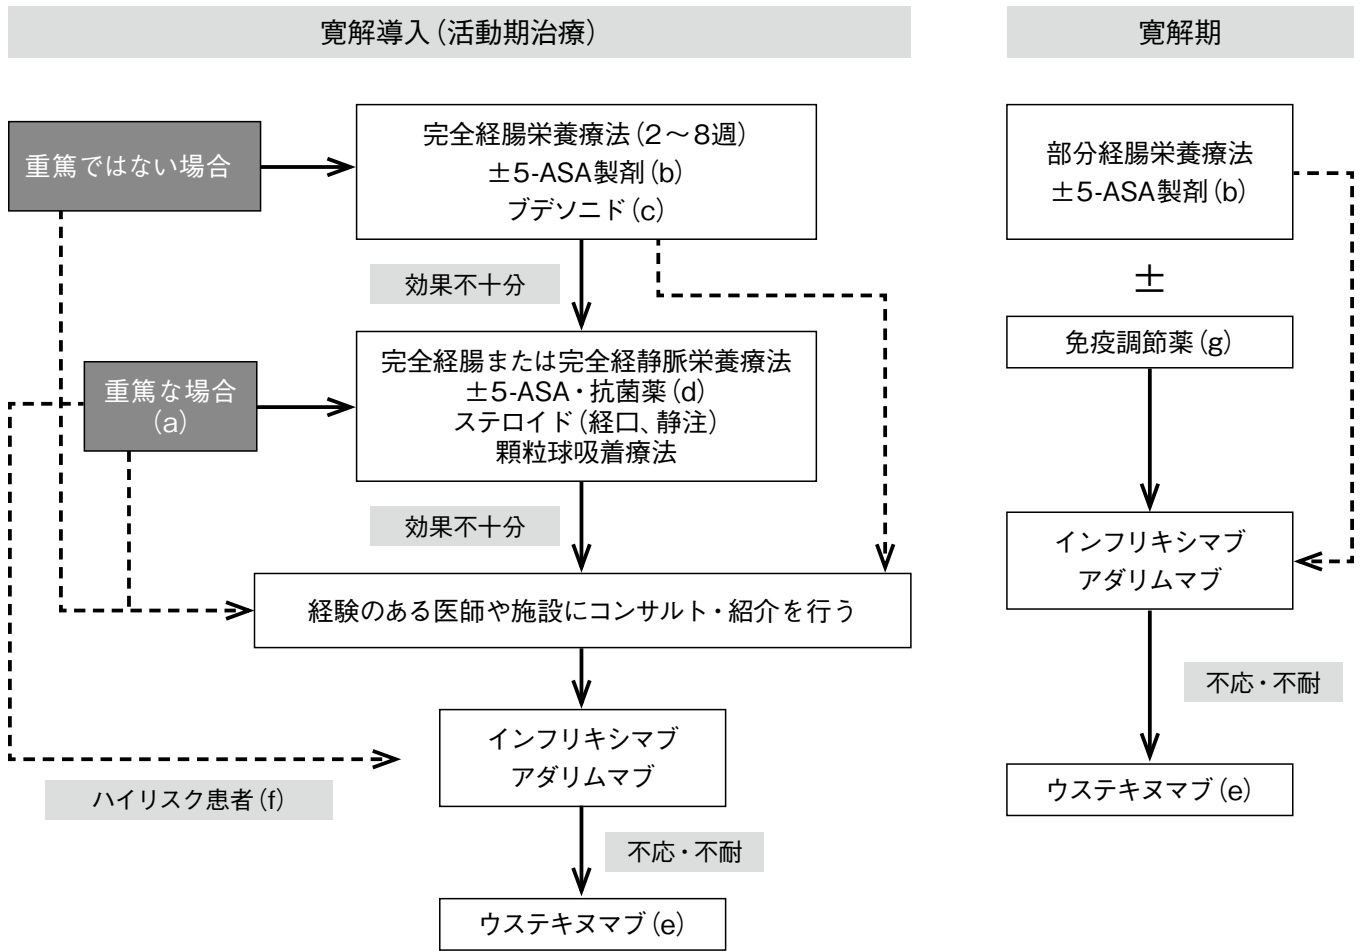 寛解導入（活動期治療）
重篤ではない場合
完全経腸栄養療法（2～8週）
±5-ASA製剤（b）
ブデソニド（c）
効果不十分
重篤な場合
（a）
完全経腸または完全経静脈栄養療法
±5-ASA・抗菌薬（d）
ステロイド（経口、静注）
顆粒球吸着療法
効果不十分
経験のある医師や施設にコンサルト・紹介を行う
インフリキシマブ
アダリムマブ
ハイリスク患者（f）
不応・不耐
ウステキヌマブ（e）
寛解期
部分経腸栄養療法
±5-ASA製剤（b）
±
免疫調節薬（g）
インフリキシマブ
アダリムマブ
不応・不耐
ウステキヌマブ（e）